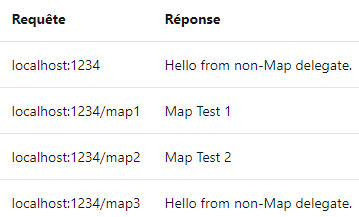 Requête Réponse
localhost:1234 Hello from non-Map delegate.
localhost:1234/map1 Map Test 1
localhost:1234/map2 Map Test 2
localhost:1234/map3 Hello from non-Map delegate.